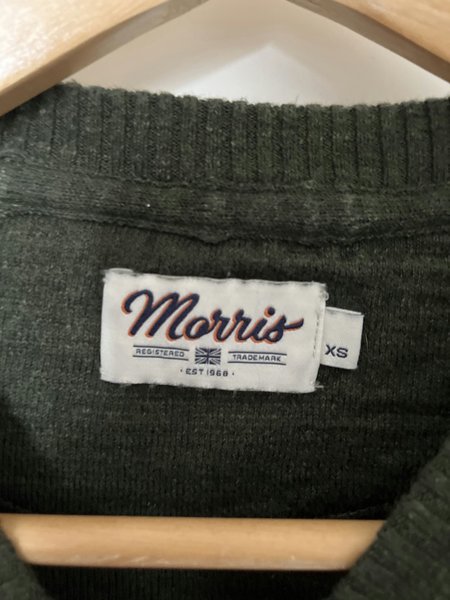 Morris
REGISTERED TRADEMARK
· EST 1968 ·
XS